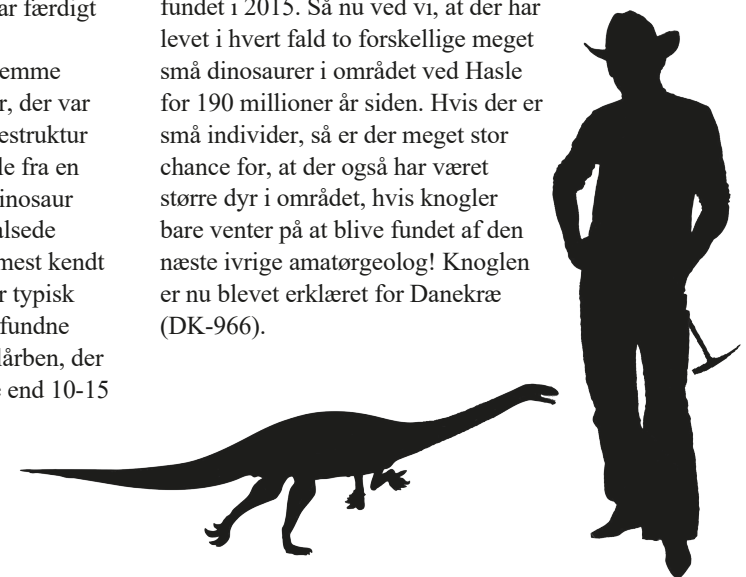 ar færdigt
emme
r, der var
estruktur
le fra en
inosaur
alsede
mest kendt
r typisk
fundne
lårben, der
e end 10-15
fundet i 2015. Så nu ved vi, at der har
levet i hvert fald to forskellige meget
små dinosaurer i området ved Hasle
for 190 millioner år siden. Hvis der er
små individer, så er der meget stor
chance for, at der også har været
større dyr i området, hvis knogler
bare venter på at blive fundet af den
næste ivrige amatørgeolog! Knoglen
er nu blevet erklæret for Danekræ
(DK-966).